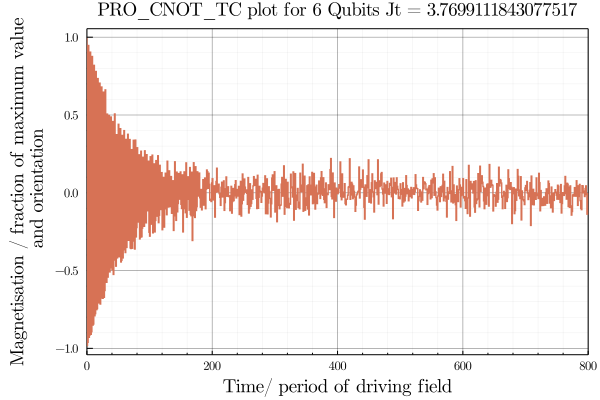 PRO_CNOT_TC plot for 6 Qubits Jt = 3.7699111843077517
Magnetisation / fraction of maximum value
and orientation
1.0
0.5
0.0
−0.5
−1.0
0 200 400 600 800
Time/ period of driving field